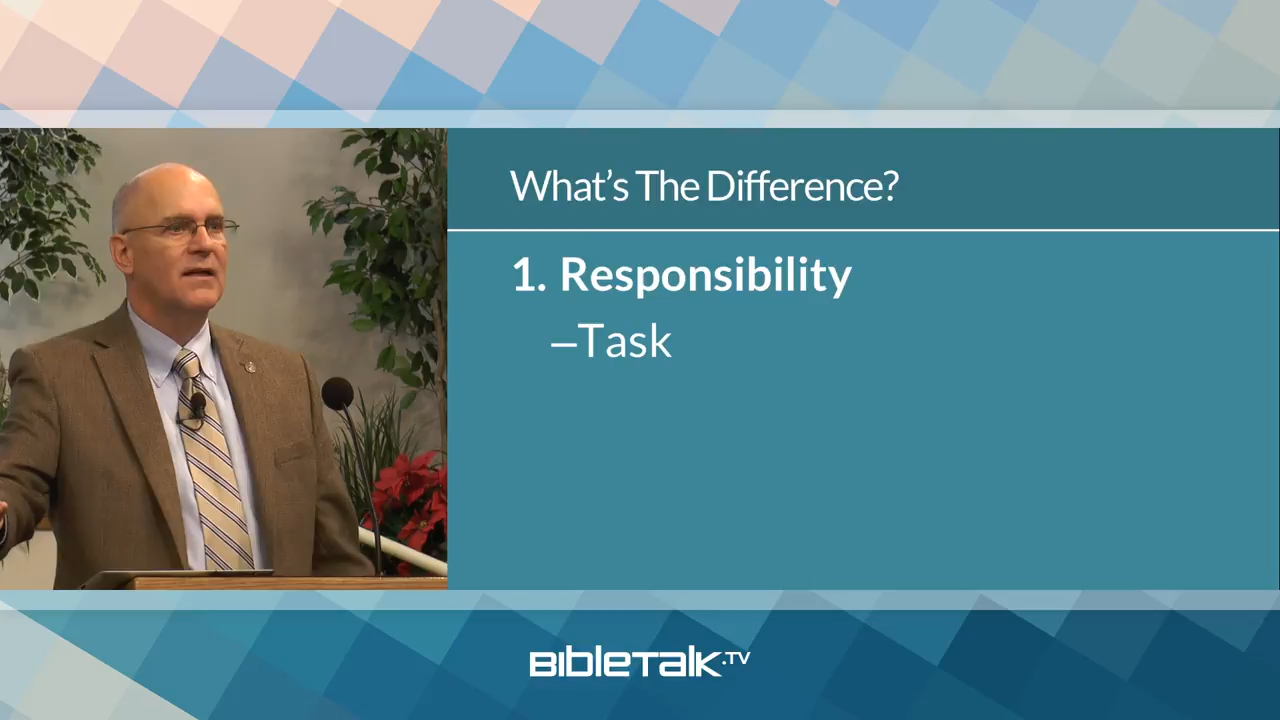 What's The Difference?
1. Responsibility
–Task
BIBLETALK.TV